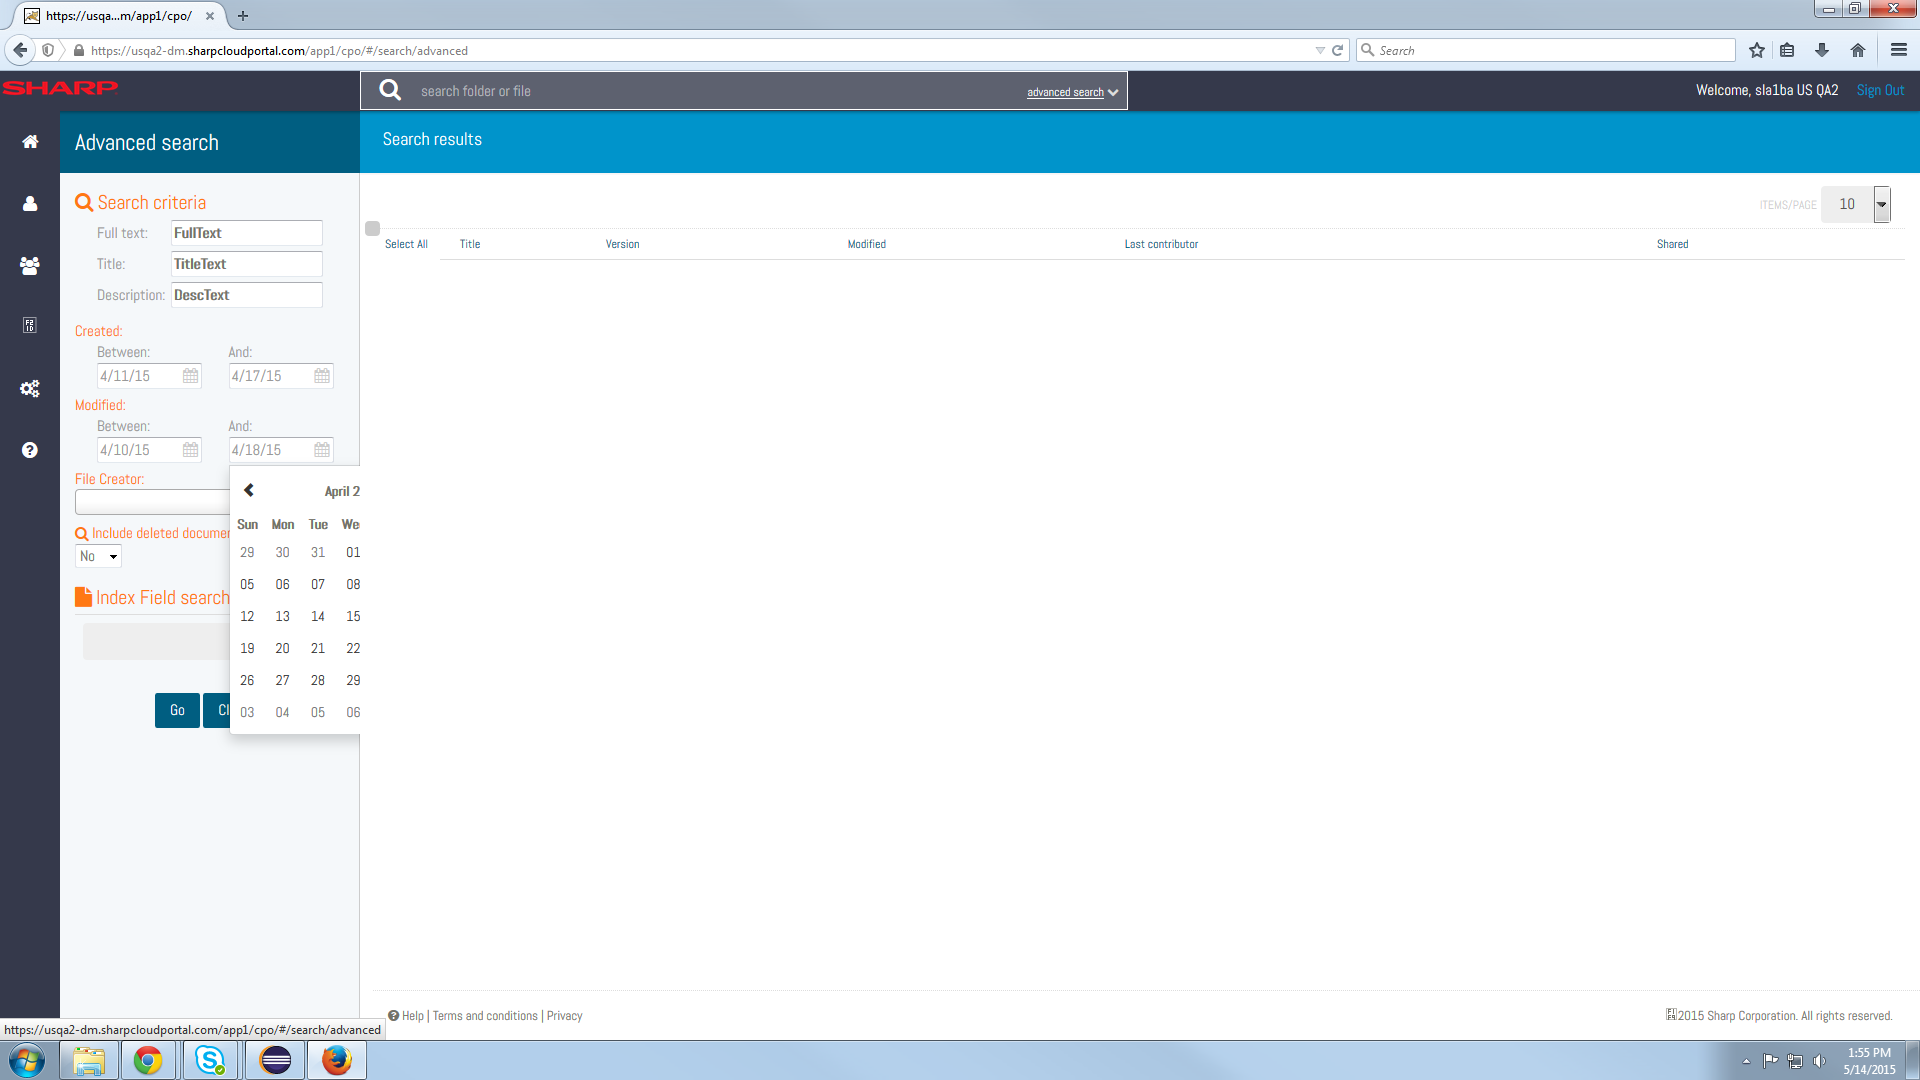 https://usqa...m/app1/cpo/
https://usqa2-dm.sharpcloudportal.com/app1/cpo/#/search/advanced
Search
SHARP
search folder or file
advanced search
Welcome, sla1ba US QA2
Sign Out
Advanced search
Search results
Search criteria
Full text: FullText
Title: TitleText
Description: DescText
Created:
Between: And:
4/11/15 4/17/15
Modified:
Between: And:
4/10/15 4/18/15
File Creator:
Include deleted documen
No
Index Field search
Go Cl
April 2
Sun Mon Tue We
29 30 31 01
05 06 07 08
12 13 14 15
19 20 21 22
26 27 28 29
03 04 05 06
ITEMS/PAGE 10
Select All Title Version Modified Last contributor Shared
Help | Terms and conditions | Privacy
2015 Sharp Corporation. All rights reserved.
https://usqa2-dm.sharpcloudportal.com/app1/cpo/#/search/advanced
1:55 PM
5/14/2015